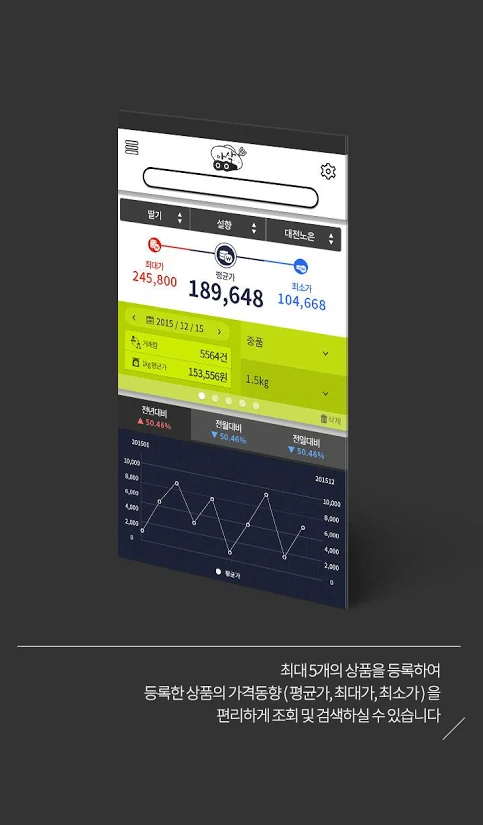 아삭
딸기 설향 대전노은
최대가 평균가 최소가
245,800 189,648 104,668
< 2015 / 12 / 15 > 중품
거래량 5564건
1kg평균가 153,556원 1.5kg
삭제
전년대비 전월대비 전일대비
▲ 50.46% ▼ 50.46% ▼ 50.46%
201501 201512
10,000 10,000
8,000 8,000
6,000 6,000
4,000 4,000
2,000 2,000
0 0
평균가
최대 5개의 상품을 등록하여
등록한 상품의 가격동향 ( 평균가, 최대가, 최소가 ) 을
편리하게 조회 및 검색하실 수 있습니다